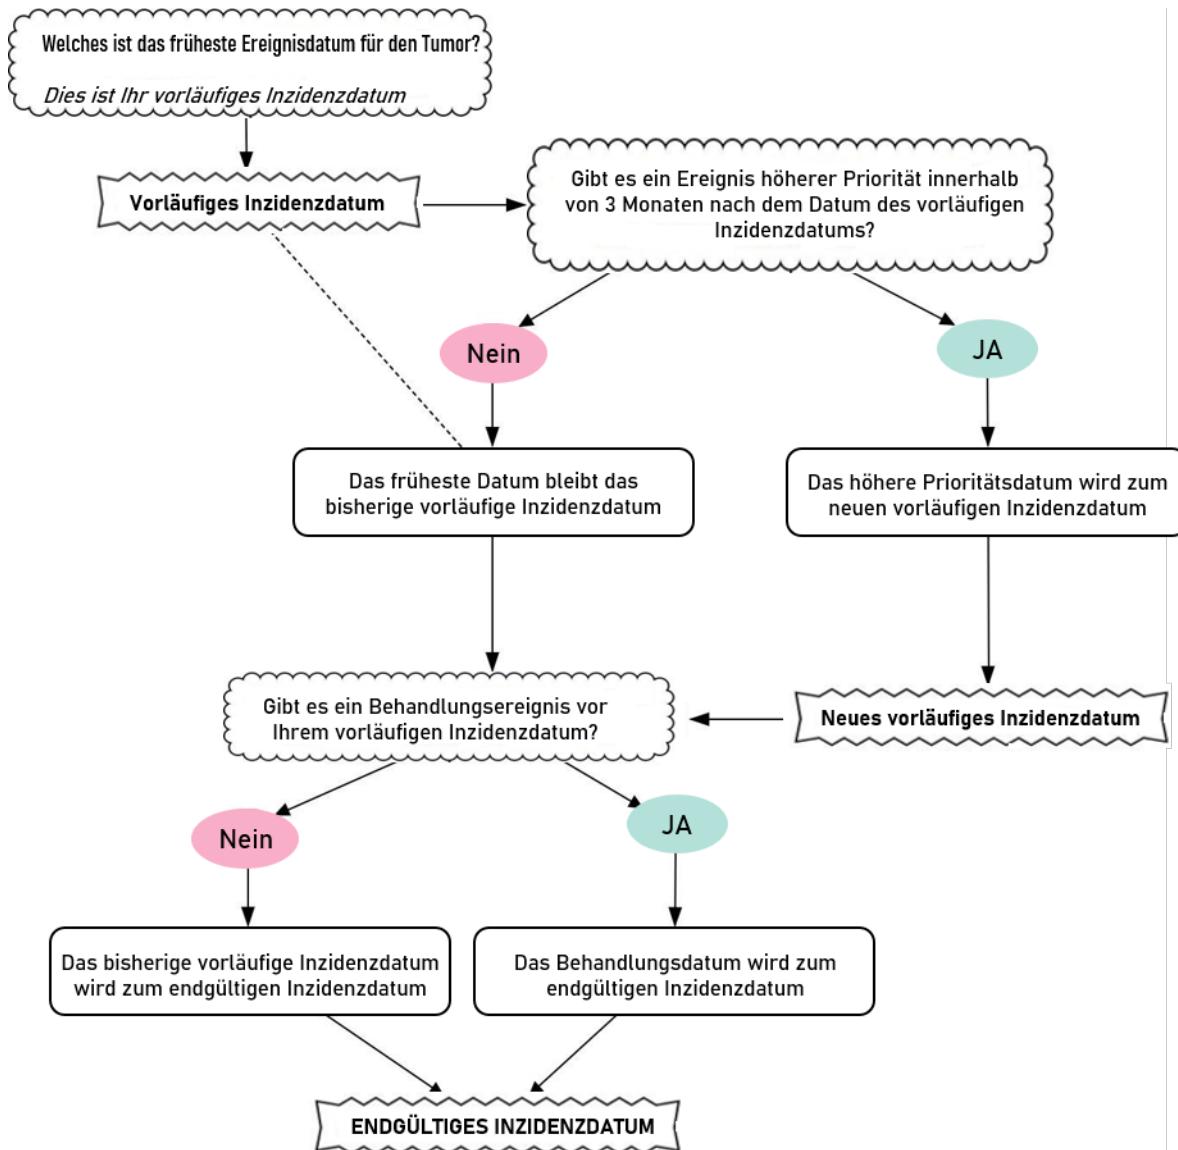 Welches ist das früheste Ereignisdatum für den Tumor?
Dies ist Ihr vorläufiges Inzidenzdatum
Vorläufiges Inzidenzdatum
Gibt es ein Ereignis höherer Priorität innerhalb
von 3 Monaten nach dem Datum des vorläufigen
Inzidenzdatums?
Nein
JA
Das früheste Datum bleibt das
bisherige vorläufige Inzidenzdatum
Das höhere Prioritätsdatum wird zum
neuen vorläufigen Inzidenzdatum
Gibt es ein Behandlungsereignis vor
Ihrem vorläufigen Inzidenzdatum?
Neues vorläufiges Inzidenzdatum
Nein
JA
Das bisherige vorläufige Inzidenzdatum
wird zum endgültigen Inzidenzdatum
Das Behandlungsdatum wird zum
endgültigen Inzidenzdatum
ENDGÜLTIGES INZIDENZDATUM